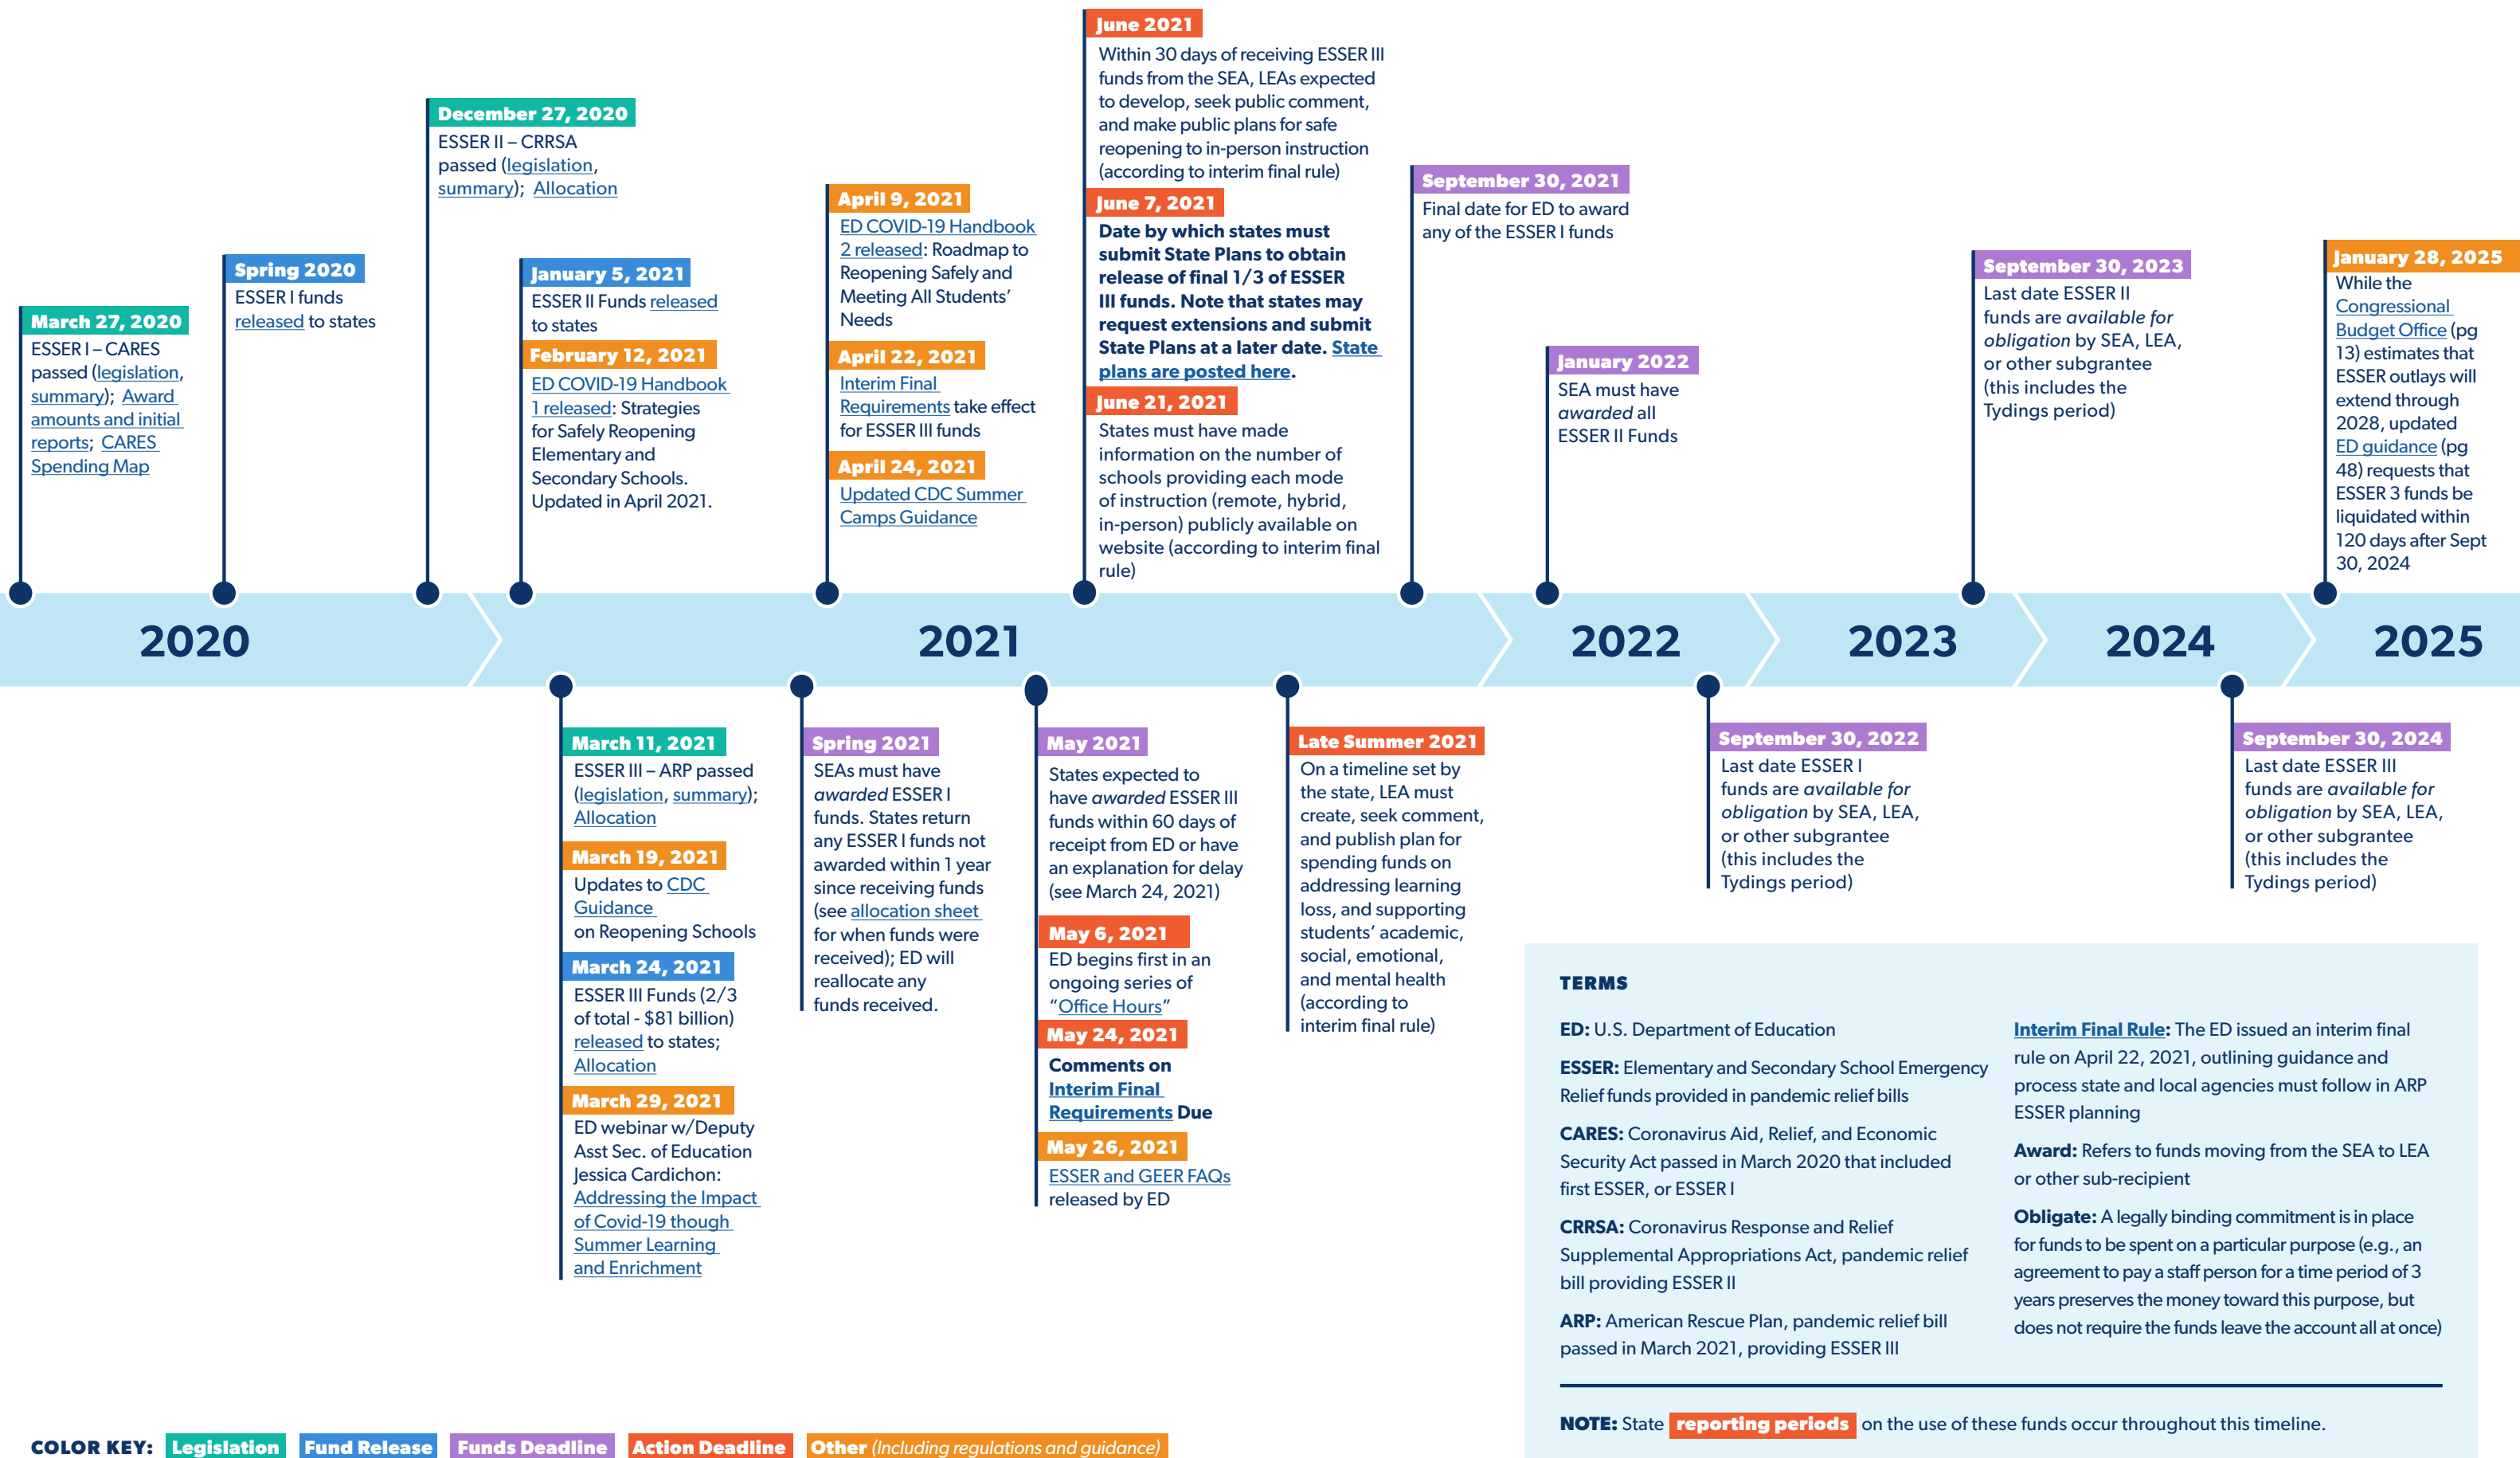 March 27, 2020
ESSER I – CARES
passed (legislation,
summary);  Award
amounts and initial
reports;  CARES
Spending Map
Spring 2020
ESSER I funds
released to states
December 27, 2020
ESSER II – CRRSA
passed (legislation,
summary);  Allocation
January 5, 2021
ESSER II Funds released
to states
February 12, 2021
ED COVID-19 Handbook
1 released: Strategies
for Safely Reopening
Elementary and
Secondary Schools.
Updated in April 2021.
April 9, 2021
ED COVID-19 Handbook
2 released: Roadmap to
Reopening Safely and
Meeting All Students’
Needs
April 22, 2021
Interim Final
Requirements take effect
for ESSER III funds
April 24, 2021
Updated CDC Summer
Camps Guidance
June 2021
Within 30 days of receiving ESSER III
funds from the SEA, LEAs expected
to develop, seek public comment,
and make public plans for safe
reopening to in-person instruction
(according to interim final rule)
June 7, 2021
Date by which states must
submit State Plans to obtain
release of final 1/3 of ESSER
III funds. Note that states may
request extensions and submit
State Plans at a later date. State
plans are posted here.
June 21, 2021
States must have made
information on the number of
schools providing each mode
of instruction (remote, hybrid,
in-person) publicly available on
website (according to interim final
rule)
September 30, 2021
Final date for ED to award
any of the ESSER I funds
January 2022
SEA must have
awarded all
ESSER II Funds
September 30, 2023
Last date ESSER II
funds are available for
obligation by SEA, LEA,
or other subgrantee
(this includes the
Tydings period)
January 28, 2025
While the
Congressional
Budget Office (pg
13) estimates that
ESSER outlays will
extend through
2028, updated
ED guidance (pg
48) requests that
ESSER 3 funds be
liquidated within
120 days after Sept
30, 2024
2020
2021
2022
2023
2024
2025
March 11, 2021
ESSER III – ARP passed
(legislation, summary);
Allocation
March 19, 2021
Updates to CDC
Guidance
on Reopening Schools
March 24, 2021
ESSER III Funds (2/3
of total - $81 billion)
released to states;
Allocation
March 29, 2021
ED webinar w/Deputy
Asst Sec. of Education
Jessica Cardichon:
Addressing the Impact
of Covid-19 though
Summer Learning
and Enrichment
Spring 2021
SEAs must have
awarded ESSER I
funds. States return
any ESSER I funds not
awarded within 1 year
since receiving funds
(see allocation sheet
for when funds were
received); ED will
reallocate any
funds received.
May 2021
States expected to
have awarded ESSER III
funds within 60 days of
receipt from ED or have
an explanation for delay
(see March 24, 2021)
May 6, 2021
ED begins first in an
ongoing series of
“Office Hours”
May 24, 2021
Comments on
Interim Final
Requirements Due
May 26, 2021
ESSER and GEER FAQs
released by ED
Late Summer 2021
On a timeline set by
the state, LEA must
create, seek comment,
and publish plan for
spending funds on
addressing learning
loss, and supporting
students’ academic,
social, emotional,
and mental health
(according to
interim final rule)
September 30, 2022
Last date ESSER I
funds are available for
obligation by SEA, LEA,
or other subgrantee
(this includes the
Tydings period)
September 30, 2024
Last date ESSER III
funds are available for
obligation by SEA, LEA,
or other subgrantee
(this includes the
Tydings period)
TERMS
ED: U.S. Department of Education
ESSER: Elementary and Secondary School Emergency
Relief funds provided in pandemic relief bills
CARES: Coronavirus Aid, Relief, and Economic
Security Act passed in March 2020 that included
first ESSER, or ESSER I
CRRSA: Coronavirus Response and Relief
Supplemental Appropriations Act, pandemic relief
bill providing ESSER II
ARP: American Rescue Plan, pandemic relief bill
passed in March 2021, providing ESSER III
Interim Final Rule: The ED issued an interim final
rule on April 22, 2021, outlining guidance and
process state and local agencies must follow in ARP
ESSER planning
Award: Refers to funds moving from the SEA to LEA
or other sub-recipient
Obligate: A legally binding commitment is in place
for funds to be spent on a particular purpose (e.g., an
agreement to pay a staff person for a time period of 3
years preserves the money toward this purpose, but
does not require the funds leave the account all at once)
NOTE: State reporting periods on the use of these funds occur throughout this timeline.
COLOR KEY: Legislation Fund Release Funds Deadline Action Deadline Other (Including regulations and guidance)